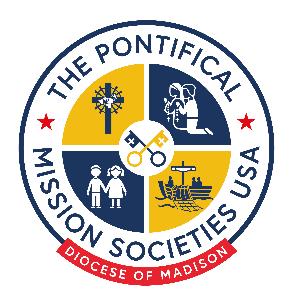 THE PONTIFICAL
MISSION SOCIETIES USA
DIOCESE OF MADISON